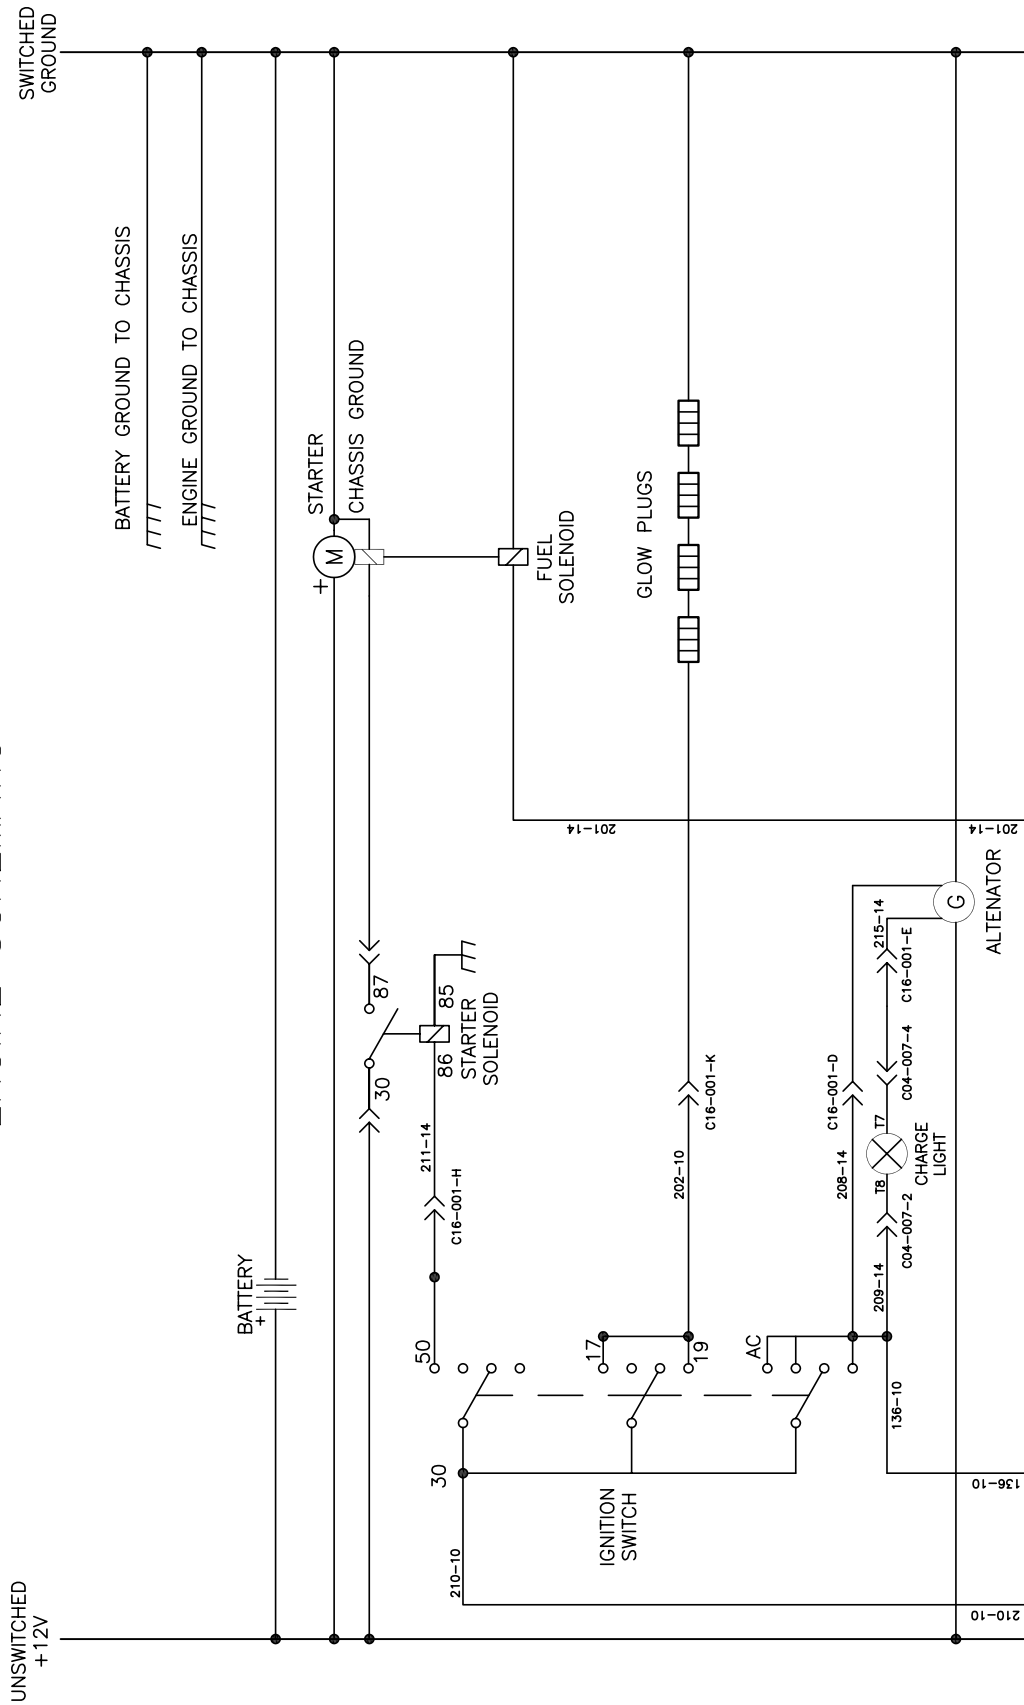 SWITCHED
GROUND
BATTERY GROUND TO CHASSIS
ENGINE GROUND TO CHASSIS
STARTER
CHASSIS GROUND
M
+
FUEL
SOLENOID
GLOW PLUGS
201-14
201-14
ALTENATOR
G
215-14
C16-001-E
87
30
85
86
STARTER
SOLENOID
211-14
C16-001-H
C16-001-K
202-10
C16-001-D
208-14
C04-007-4
T7
CHARGE
LIGHT
T8
C04-007-2
209-14
BATTERY
+
50
17
19
AC
136-10
136-10
30
IGNITION
SWITCH
210-10
210-10
UNSWITCHED
+12V